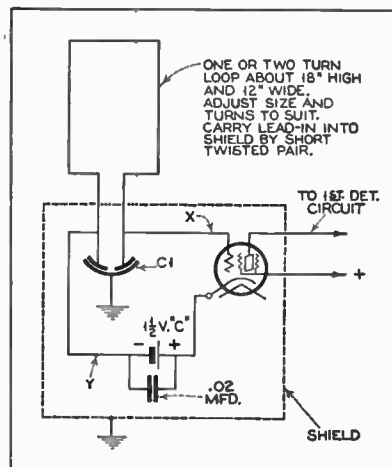 ONE OR TWO TURN
LOOP ABOUT 18" HIGH
AND 12" WIDE.
ADJUST SIZE AND
TURNS TO SUIT.
CARRY LEAD-IN INTO
SHIELD BY SHORT
TWISTED PAIR.
TO 1ST. DET.
CIRCUIT
X
C1
+
1½ V. "C"
- +
Y
.02
MFD.
SHIELD